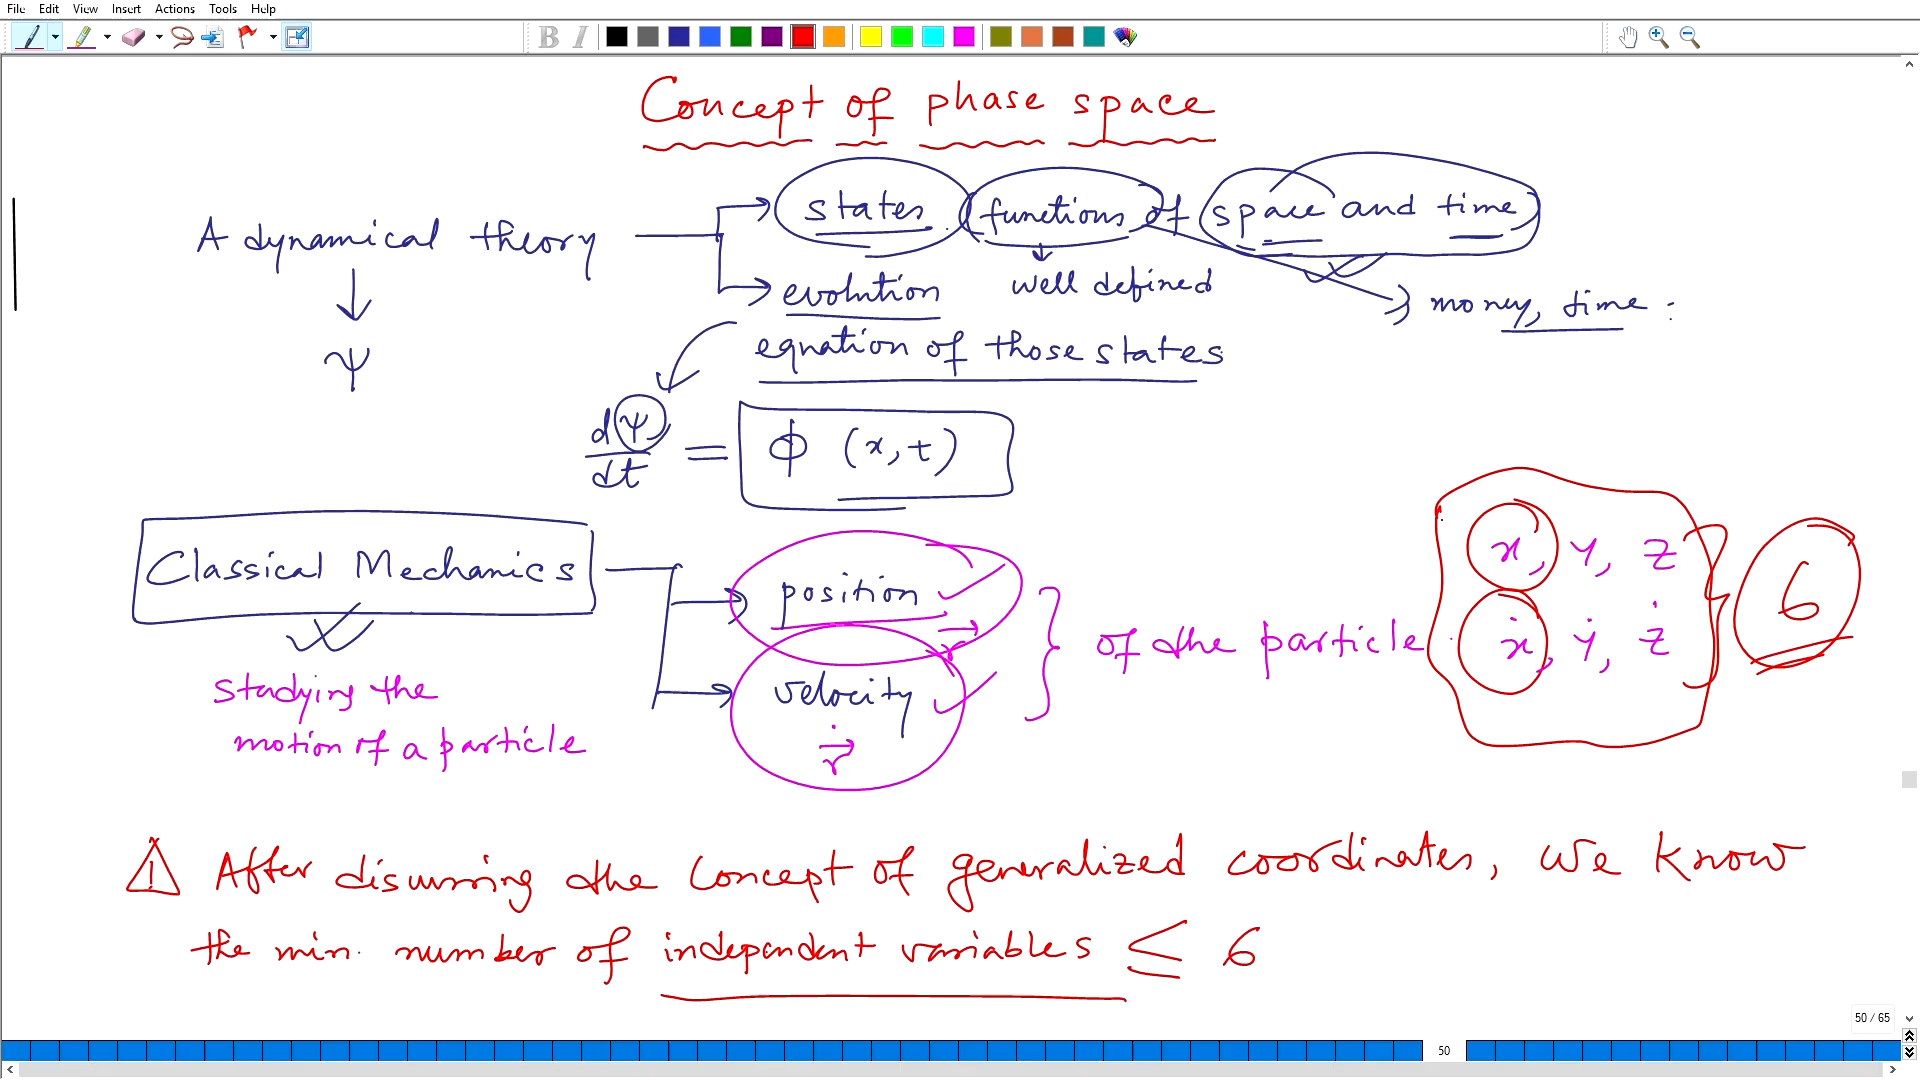 File Edit View Insert Actions Tools Help
B I
Concept of phase space
A dynamical theory
states (functions of space and time)
well defined
money, time :
evolution
equation of those states
ψ
dψ/dt = ϕ (x,t)
Classical Mechanics
position
r
velocity
r
} of the particle
x, y, z
ẋ, ẏ, ż
} 6
studying the
motion of a particle
! After discussing the concept of generalized coordinates, we know
the min. number of independent variables ≤ 6
50 / 65
50